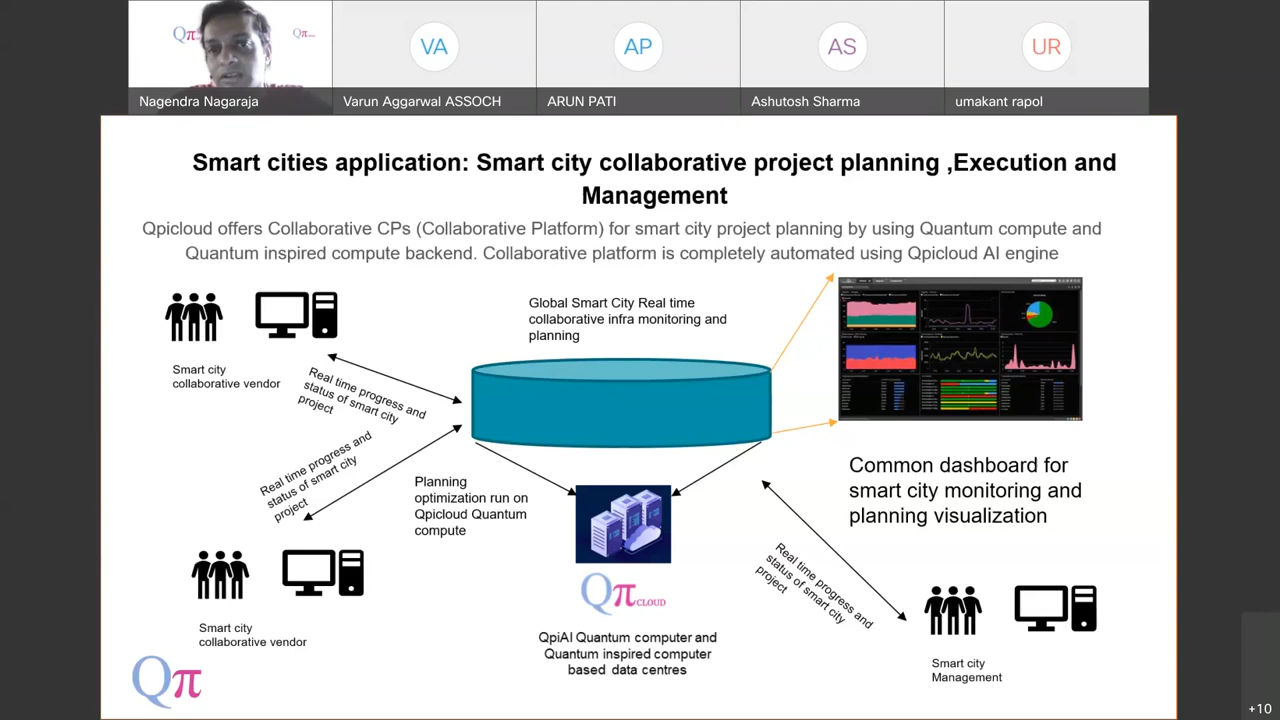 Qπ
Qπ
VA
AP
AS
UR
Nagendra Nagaraja
Varun Aggarwal ASSOCH
ARUN PATI
Ashutosh Sharma
umakant rapol
Smart cities application: Smart city collaborative project planning ,Execution and
Management
Qpicloud offers Collaborative CPs (Collaborative Platform) for smart city project planning by using Quantum compute and
Quantum inspired compute backend. Collaborative platform is completely automated using Qpicloud AI engine
Global Smart City Real time
collaborative infra monitoring and
planning
Smart city
collaborative vendor
Real time progress and
status of smart city
project
Real time progress and
status of smart city
project
Planning
optimization run on
Qpicloud Quantum
compute
Common dashboard for
smart city monitoring and
planning visualization
Real time progress and
status of smart city
project
Smart city
collaborative vendor
Qπ CLOUD
QpiAI Quantum computer and
Quantum inspired computer
based data centres
Smart city
Management
Qπ
+10